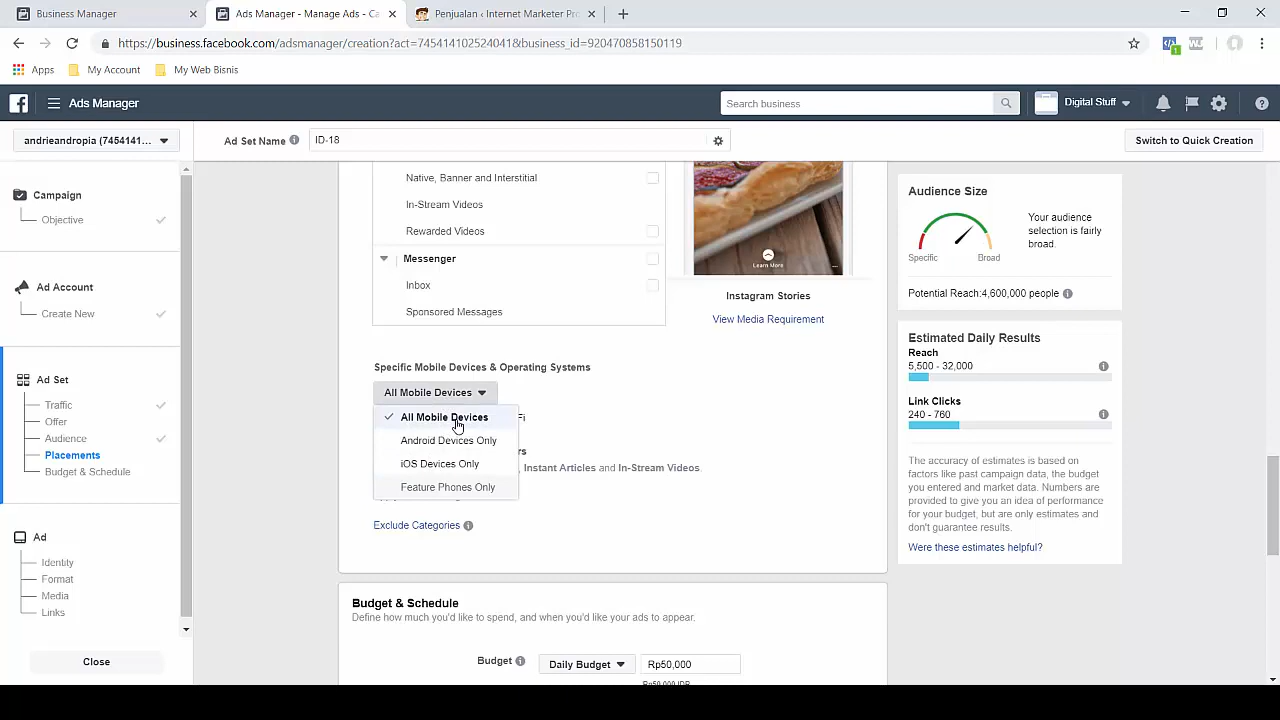 Business Manager
Ads Manager - Manage Ads - Ca
Penjualan ‹ Internet Marketer Pro
https://business.facebook.com/adsmanager/creation?act=745414102524041&business_id=920470858150119
Apps
My Account
My Web Bisnis
Ads Manager
Search business
Digital Stuff
andrieandropia (7454141...
Ad Set Name
ID-18
Switch to Quick Creation
Campaign
Objective
Ad Account
Create New
Ad Set
Traffic
Offer
Audience
Placements
Budget & Schedule
Ad
Identity
Format
Media
Links
Close
Native, Banner and Interstitial
In-Stream Videos
Rewarded Videos
Messenger
Inbox
Sponsored Messages
Learn More
Instagram Stories
View Media Requirement
Specific Mobile Devices & Operating Systems
All Mobile Devices
All Mobile Devices
Fi
Android Devices Only
rs
iOS Devices Only
, Instant Articles and In-Stream Videos.
Feature Phones Only
Exclude Categories
Budget & Schedule
Define how much you'd like to spend, and when you'd like your ads to appear.
Budget
Daily Budget
Rp50,000
Rp50,000 IDR
Audience Size
Your audience
selection is fairly
broad.
Specific
Broad
Potential Reach:4,600,000 people
Estimated Daily Results
Reach
5,500 - 32,000
Link Clicks
240 - 760
The accuracy of estimates is based on
factors like past campaign data, the
budget you entered and market data. Numbers
are provided to give you an idea of performance
for your budget, but are only estimates and
don't guarantee results.
Were these estimates helpful?